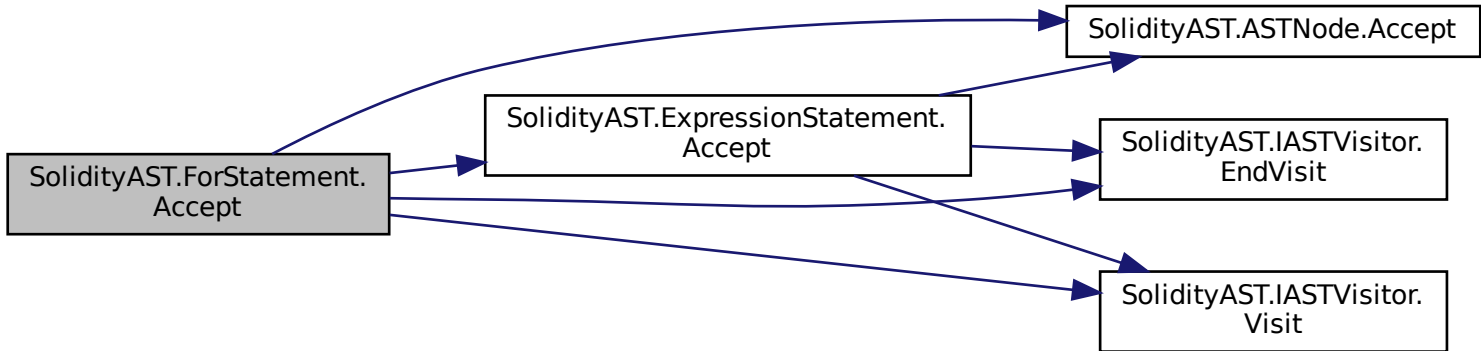 SolidityAST.ForStatement.
Accept
SolidityAST.ExpressionStatement.
Accept
SolidityAST.ASTNode.Accept
SolidityAST.IASTVisitor.
EndVisit
SolidityAST.IASTVisitor.
Visit